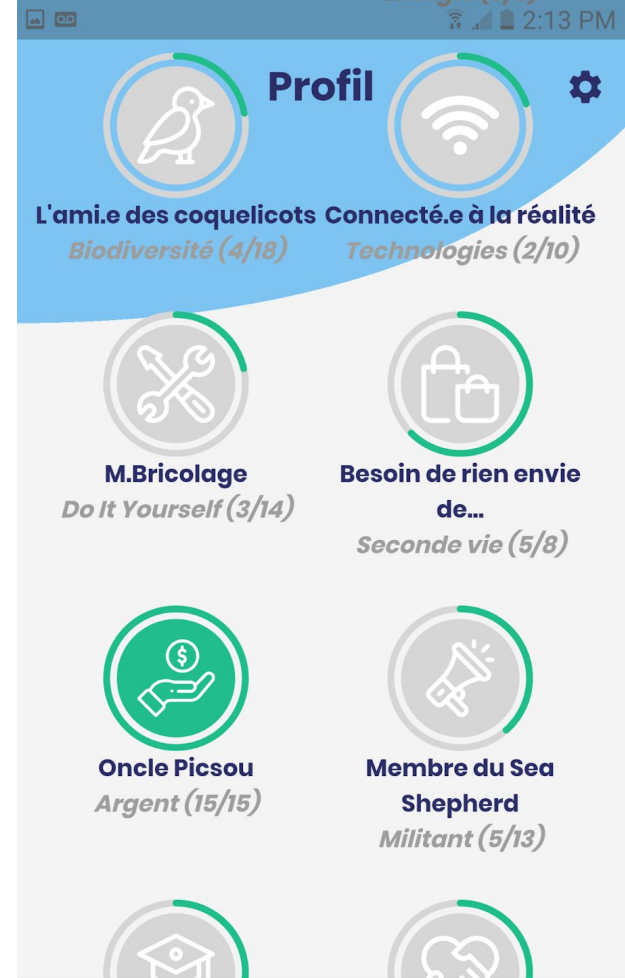 2:13 PM
Profil
L'ami.e des coquelicots
Biodiversité (4/18)
Connecté.e à la réalité
Technologies (2/10)
M.Bricolage
Do It Yourself (3/14)
Besoin de rien envie
de...
Seconde vie (5/8)
Oncle Picsou
Argent (15/15)
Membre du Sea
Shepherd
Militant (5/13)